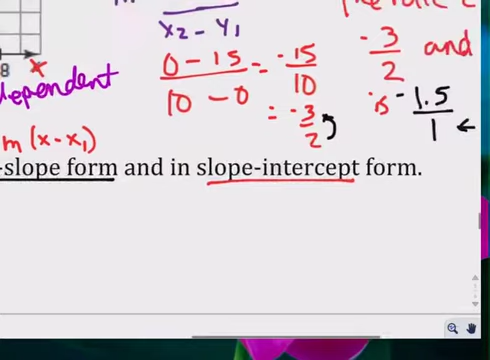 x2 - y1
0 - 15 = -15
10 - 0 10
= -3
2
-3 and
2
is -1.5
1
8 x
dependent
m(x-x1)
-slope form and in slope-intercept form.